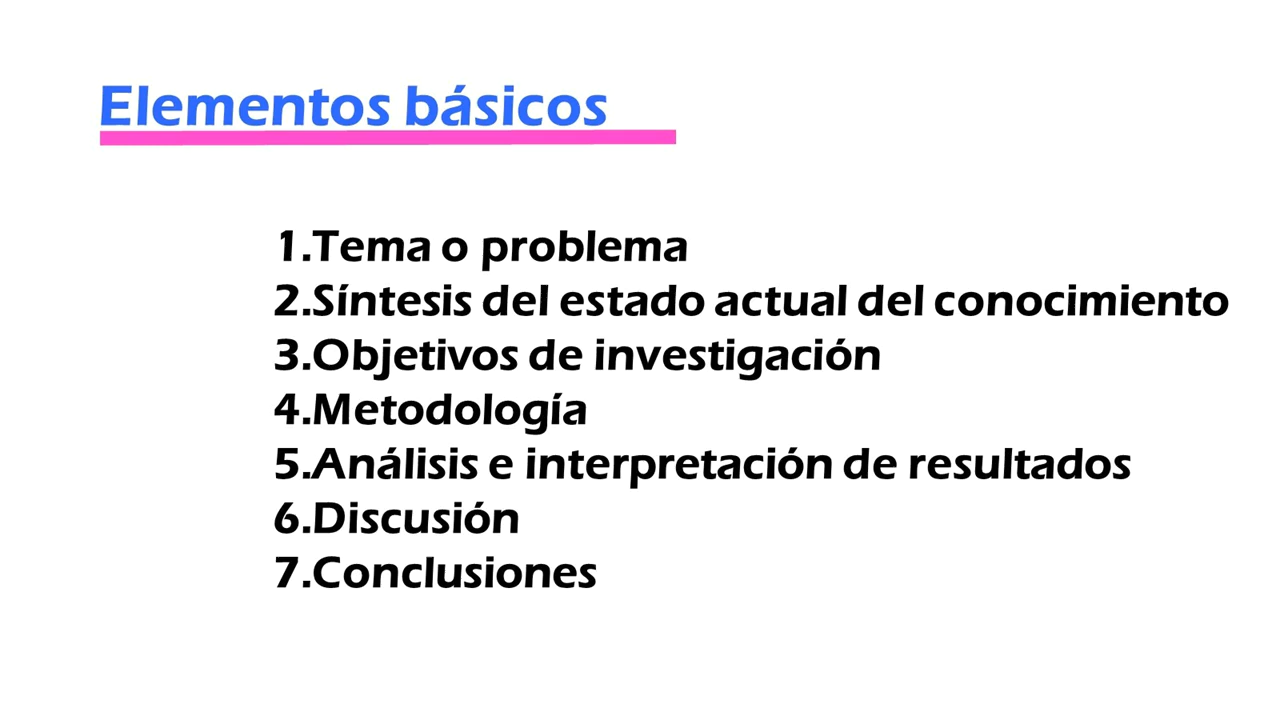 Elementos básicos
1.Tema o problema
2.Síntesis del estado actual del conocimiento
3.Objetivos de investigación
4.Metodología
5.Análisis e interpretación de resultados
6.Discusión
7.Conclusiones